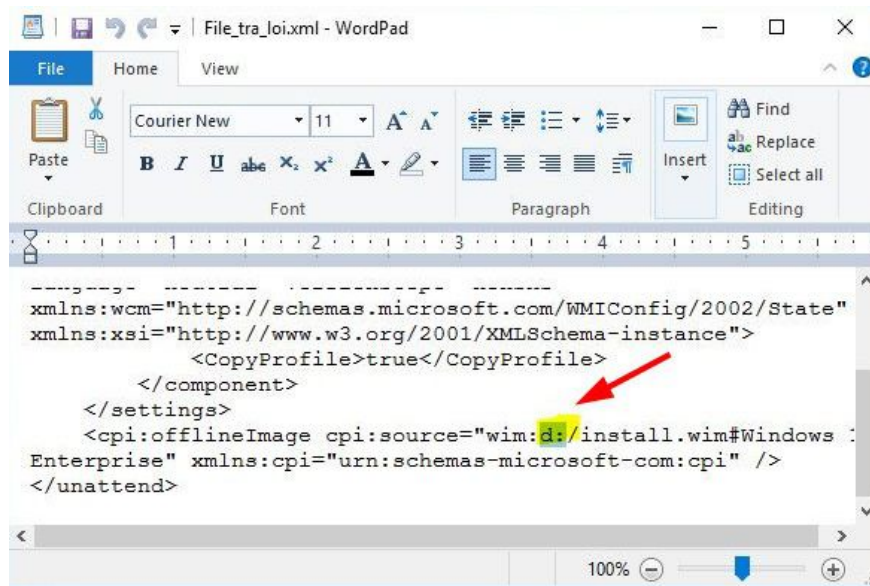 File_tra_loi.xml - WordPad
File Home View
Paste
Courier New 11
B I U abc X₂ X² A
Insert
Find
Replace
Select all
Clipboard Font Paragraph Editing
1 2 3 4 5
xmlns:wcm="http://schemas.microsoft.com/WMIConfig/2002/State"
xmlns:xsi="http://www.w3.org/2001/XMLSchema-instance">
<CopyProfile>true</CopyProfile>
</component>
</settings>
<cpi:offlineImage cpi:source="wim:d:/install.wim#Windows
Enterprise" xmlns:cpi="urn:schemas-microsoft-com:cpi" />
</unattend>
100%